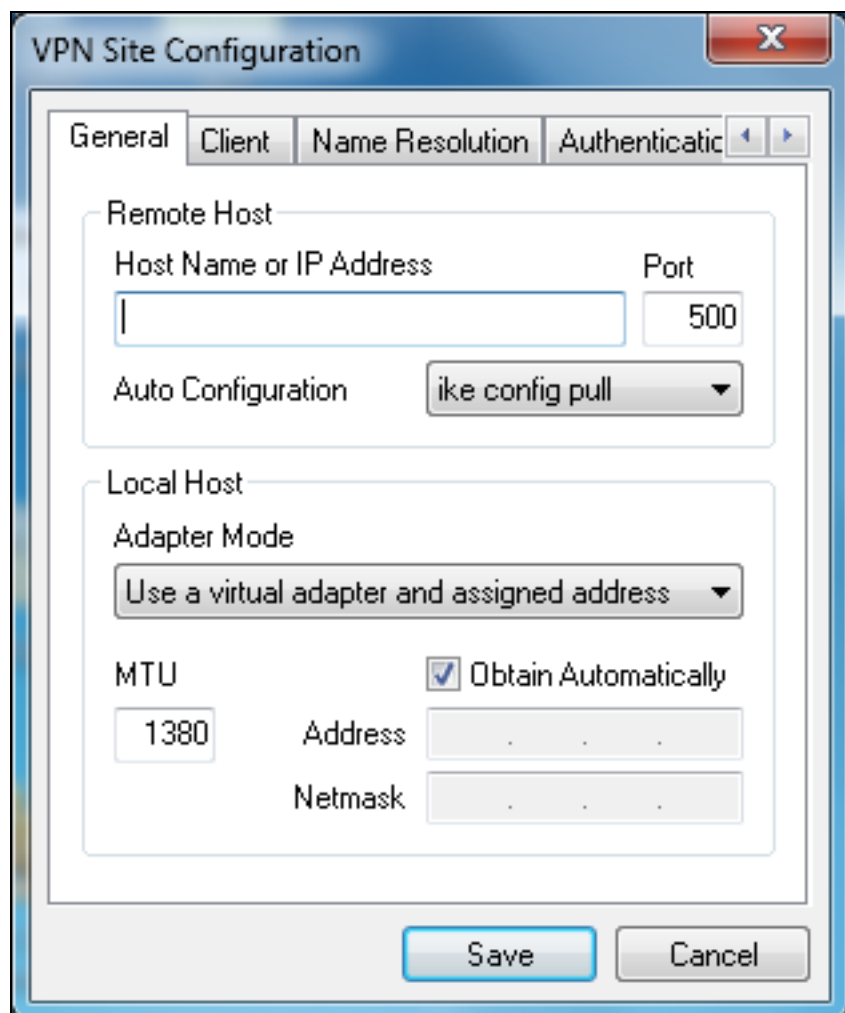 VPN Site Configuration
General Client Name Resolution Authenticatic
Remote Host
Host Name or IP Address Port
500
Auto Configuration ike config pull
Local Host
Adapter Mode
Use a virtual adapter and assigned address
MTU Obtain Automatically
1380 Address . . .
Netmask . . .
Save Cancel